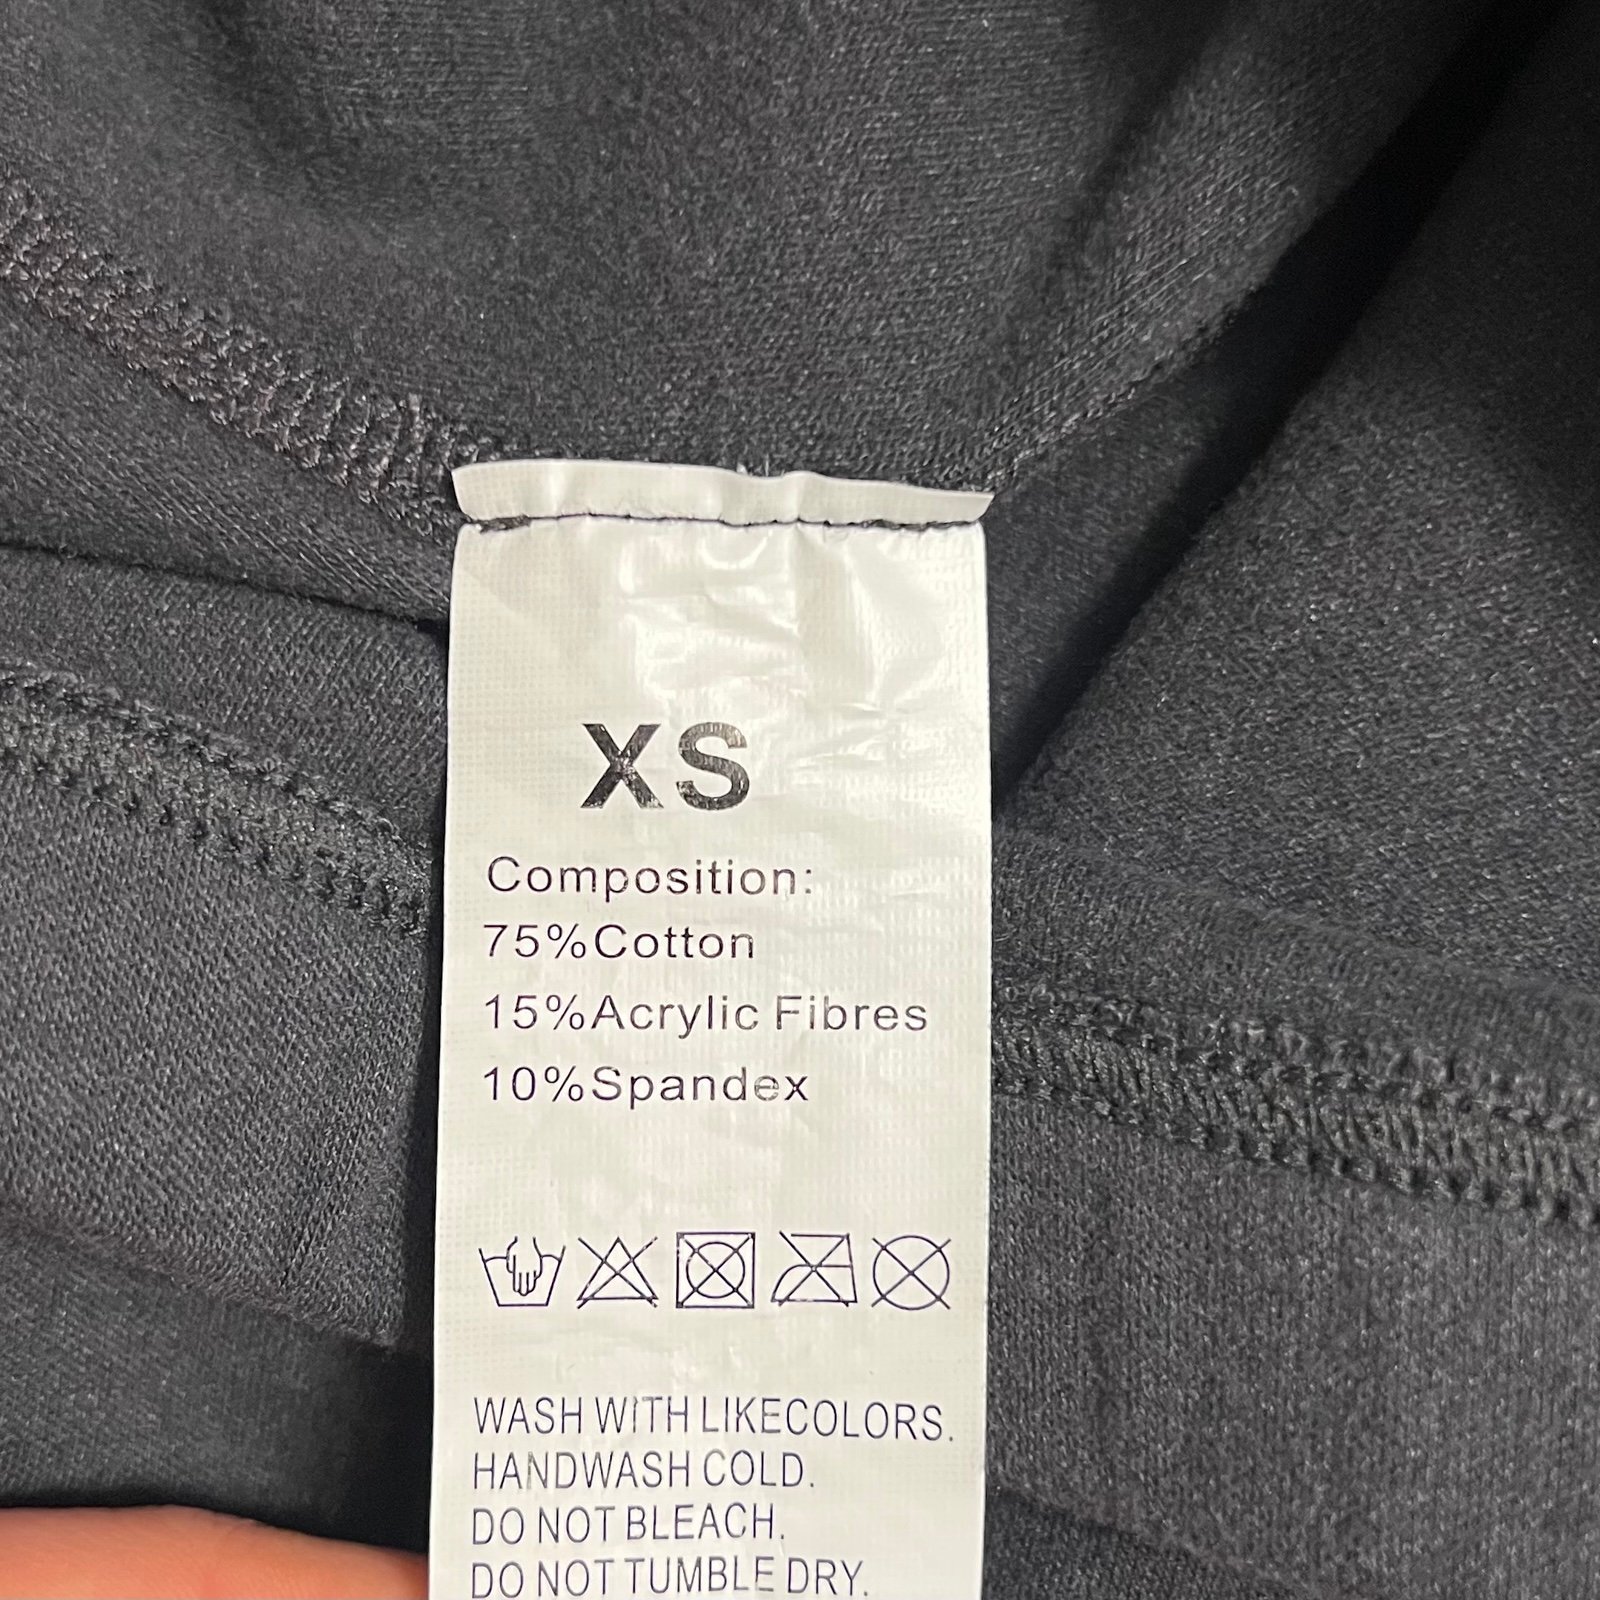 XS
Composition:
75%Cotton
15%Acrylic Fibres
10%Spandex
WASH WITH LIKECOLORS.
HANDWASH COLD.
DO NOT BLEACH.
DO NOT TUMBLE DRY.